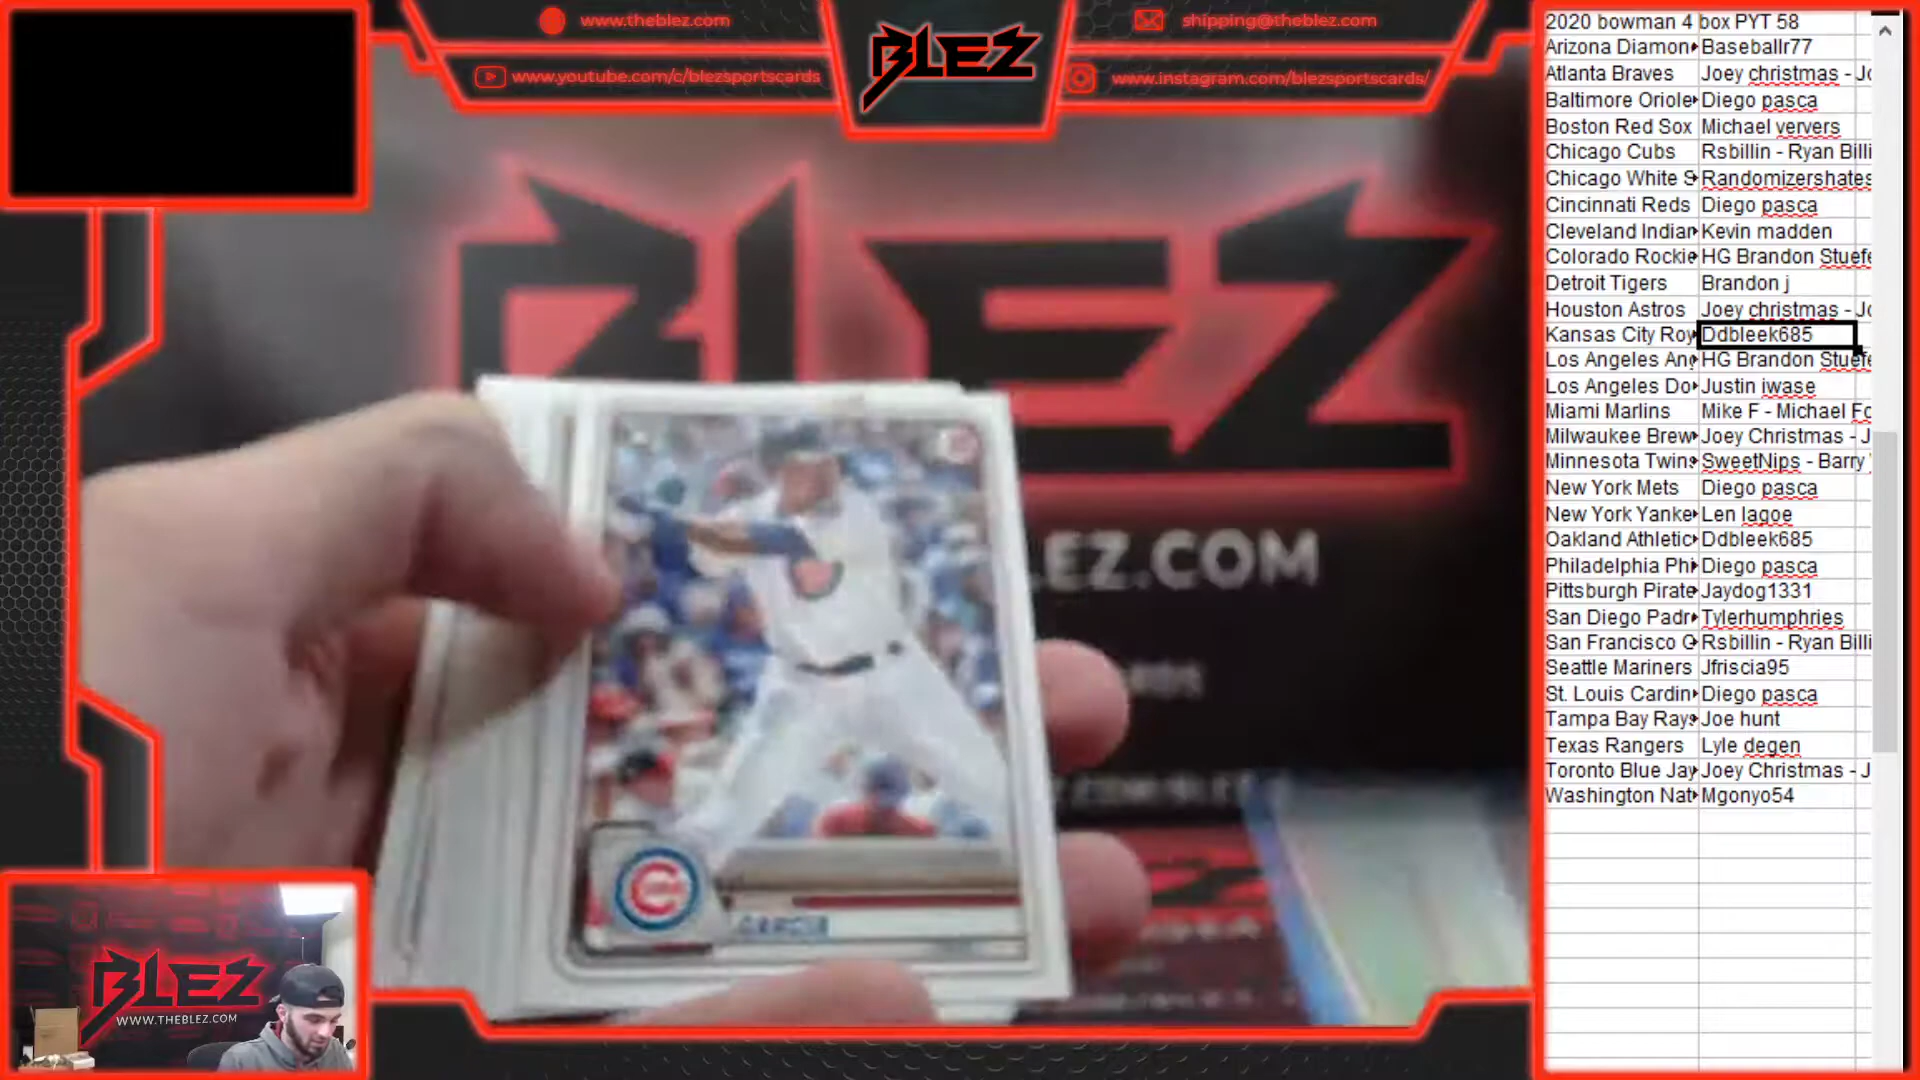 www.theblez.com
www.youtube.com/c/blezsportscards
BLEZ
shipping@theblez.com
www.instagram.com/blezsportscards/
BLEZ
LEZ.COM
GARCIA
BLEZ
WWW.THEBLEZ.COM
2020 bowman 4 box PYT 58
Arizona Diamon Baseballr77
Atlanta Braves Joey christmas - Jo
Baltimore Oriole Diego pasca
Boston Red Sox Michael ververs
Chicago Cubs Rsbillin - Ryan Billi
Chicago White S Randomizershates
Cincinnati Reds Diego pasca
Cleveland Indian Kevin madden
Colorado Rockie HG Brandon Stuefe
Detroit Tigers Brandon j
Houston Astros Joey christmas - Jo
Kansas City Roy Ddbleek685
Los Angeles Ang HG Brandon Stuefe
Los Angeles Do Justin iwase
Miami Marlins Mike F - Michael Fo
Milwaukee Brew Joey Christmas - J
Minnesota Twins SweetNips - Barry
New York Mets Diego pasca
New York Yanke Len lagoe
Oakland Athletic Ddbleek685
Philadelphia Phi Diego pasca
Pittsburgh Pirate Jaydog1331
San Diego Padr Tylerhumphries
San Francisco G Rsbillin - Ryan Billi
Seattle Mariners Jfriscia95
St. Louis Cardin Diego pasca
Tampa Bay Rays Joe hunt
Texas Rangers Lyle degen
Toronto Blue Jay Joey Christmas - J
Washington Nat Mgonyo54